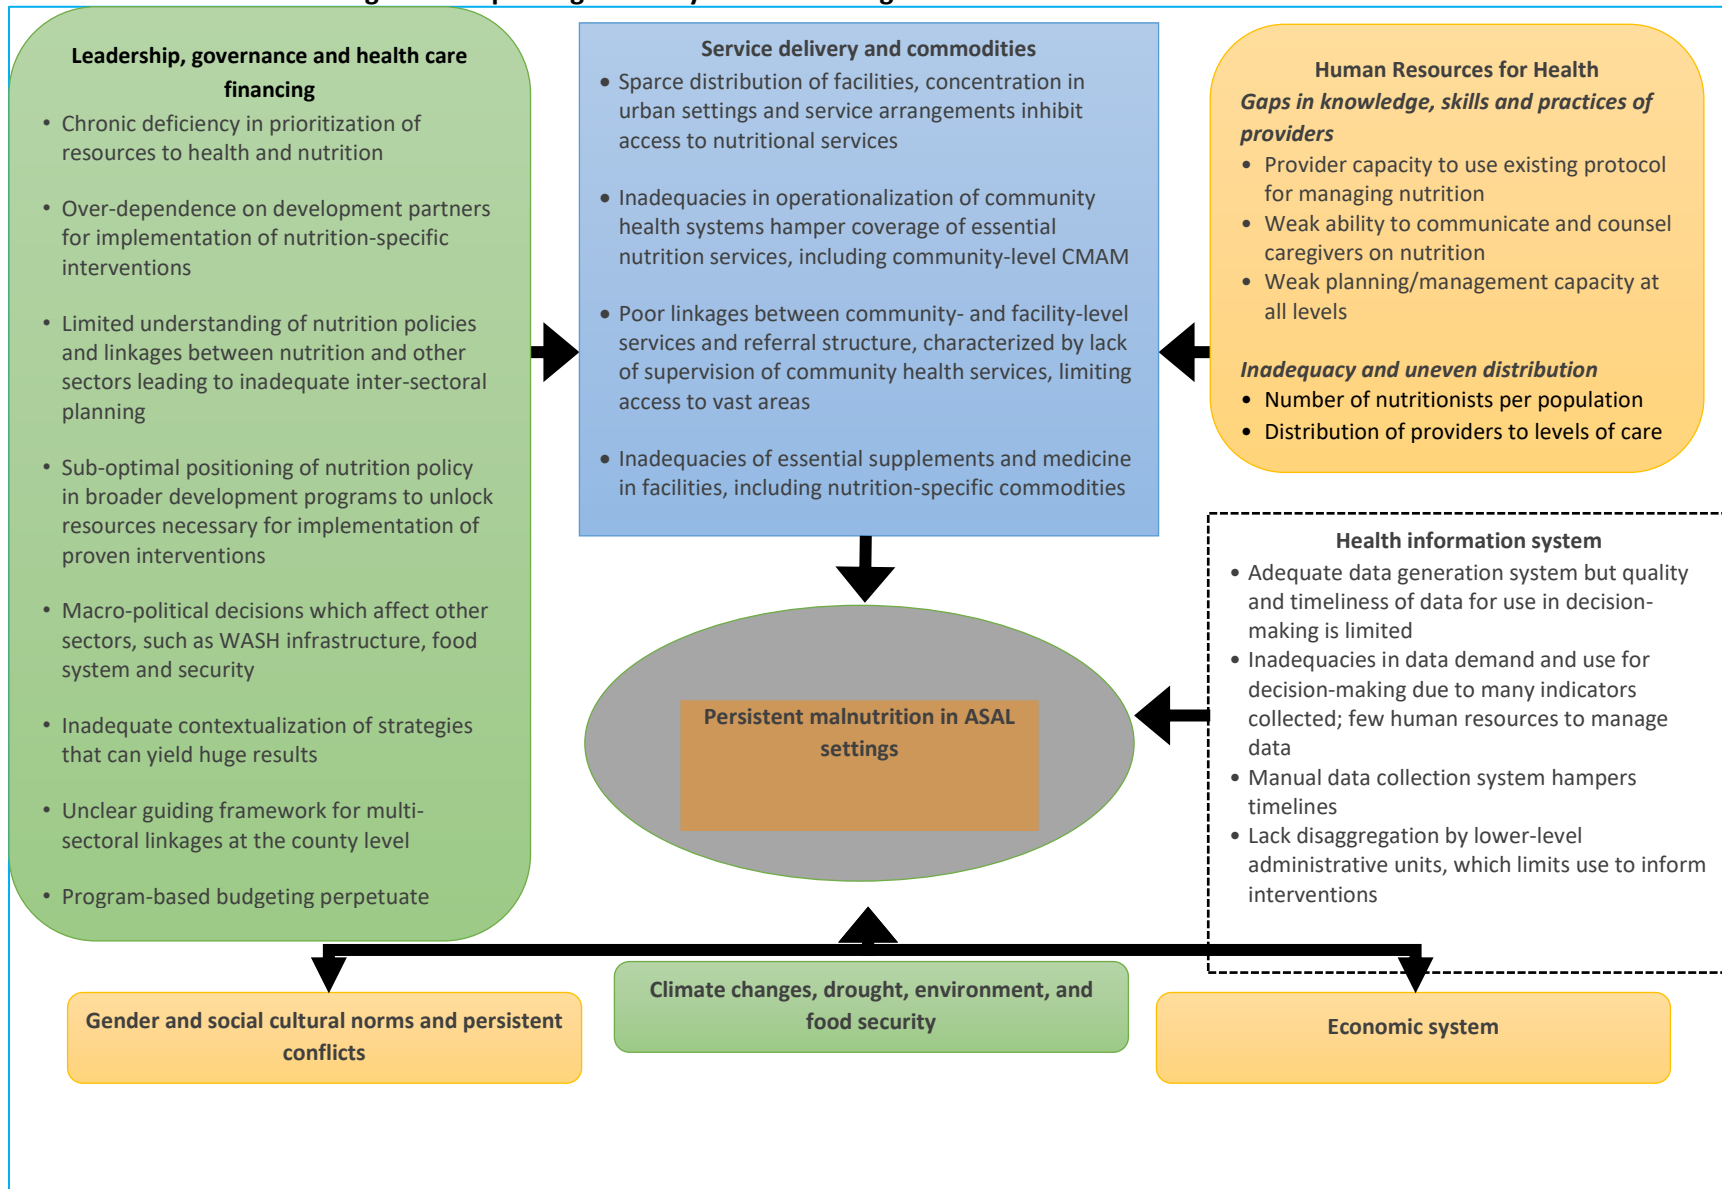 Leadership, governance and health care
financing
• Chronic deficiency in prioritization of
resources to health and nutrition
• Over-dependence on development partners
for implementation of nutrition-specific
interventions
• Limited understanding of nutrition policies
and linkages between nutrition and other
sectors leading to inadequate inter-sectoral
planning
• Sub-optimal positioning of nutrition policy
in broader development programs to unlock
resources necessary for implementation of
proven interventions
• Macro-political decisions which affect other
sectors, such as WASH infrastructure, food
system and security
• Inadequate contextualization of strategies
that can yield huge results
• Unclear guiding framework for multi-
sectoral linkages at the county level
• Program-based budgeting perpetuate
Service delivery and commodities
• Sparce distribution of facilities, concentration in
urban settings and service arrangements inhibit
access to nutritional services
• Inadequacies in operationalization of community
health systems hamper coverage of essential
nutrition services, including community-level CMAM
• Poor linkages between community- and facility-level
services and referral structure, characterized by lack
of supervision of community health services, limiting
access to vast areas
• Inadequacies of essential supplements and medicine
in facilities, including nutrition-specific commodities
Human Resources for Health
Gaps in knowledge, skills and practices of
providers
• Provider capacity to use existing protocol
for managing nutrition
• Weak ability to communicate and counsel
caregivers on nutrition
• Weak planning/management capacity at
all levels
Inadequacy and uneven distribution
• Number of nutritionists per population
• Distribution of providers to levels of care
Health information system
• Adequate data generation system but quality
and timeliness of data for use in decision-
making is limited
• Inadequacies in data demand and use for
decision-making due to many indicators
collected; few human resources to manage
data
• Manual data collection system hampers
timelines
• Lack disaggregation by lower-level
administrative units, which limits use to inform
interventions
Persistent malnutrition in ASAL
settings
Gender and social cultural norms and persistent
conflicts
Climate changes, drought, environment, and
food security
Economic system